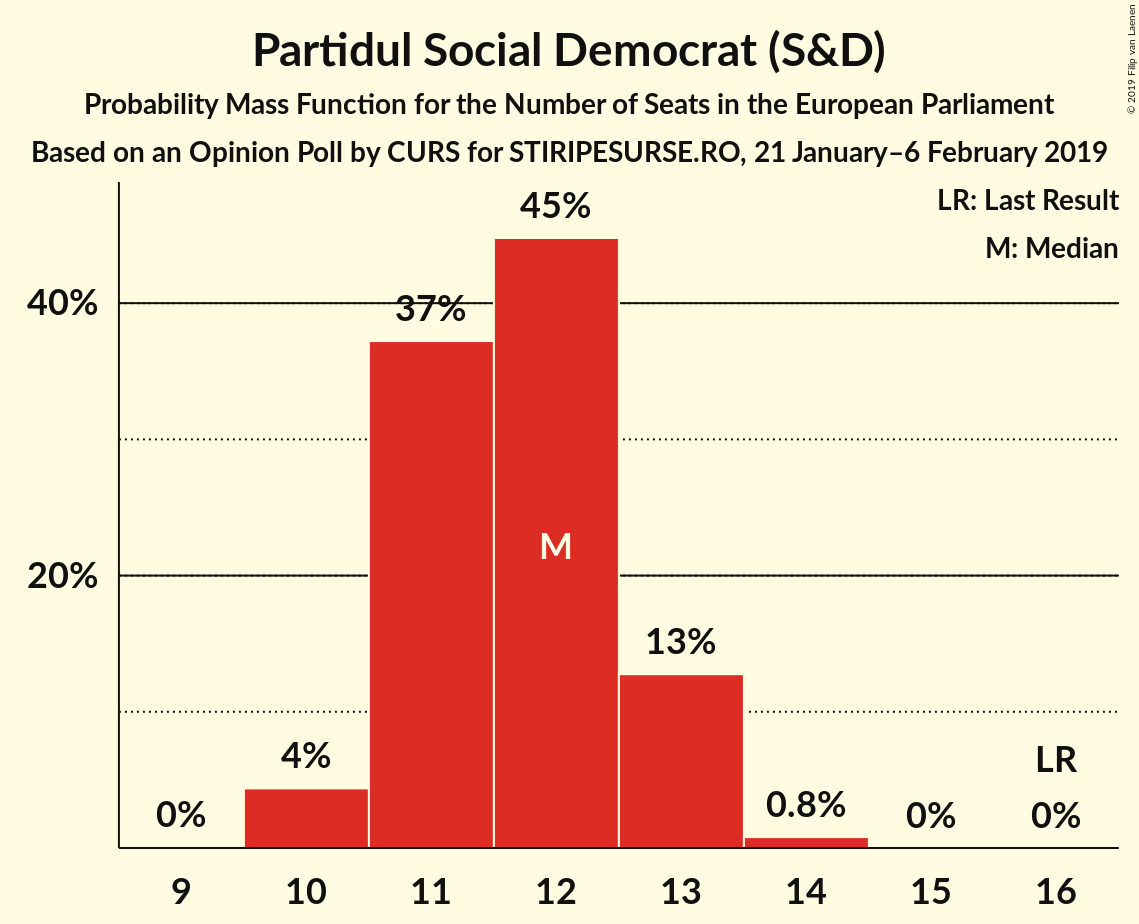 Partidul Social Democrat (S&D)
Probability Mass Function for the Number of Seats in the European Parliament
Based on an Opinion Poll by CURS for STIRIPESURSE.RO, 21 January–6 February 2019
© 2019 Filip van Laenen
LR: Last Result
M: Median
40%
20%
0%
4%
37%
45%
M
13%
0.8%
0%
LR
0%
9 10 11 12 13 14 15 16